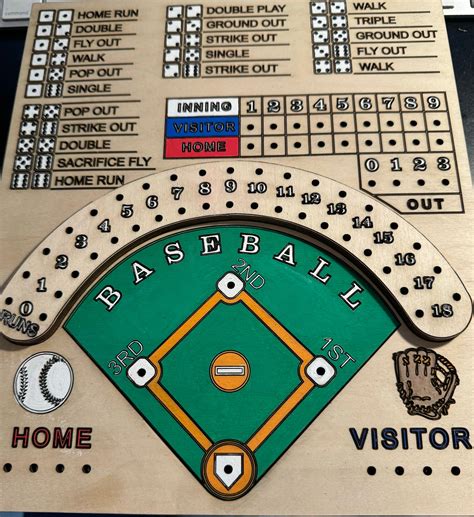 HOME RUN
DOUBLE
FLY OUT
WALK
POP OUT
SINGLE
POP OUT
STRIKE OUT
DOUBLE
SACRIFICE FLY
HOME RUN
DOUBLE PLAY
GROUND OUT
STRIKE OUT
SINGLE
STRIKE OUT
WALK
TRIPLE
GROUND OUT
FLY OUT
WALK
INNING 1 2 3 4 5 6 7 8 9
VISITOR
HOME
0 1 2 3
OUT
0 1 2 3 4 5 6 7 8 9 10 11 12 13 14 15 16 17 18
RUNS
BASEBALL
2ND
3RD
1ST
HOME
VISITOR